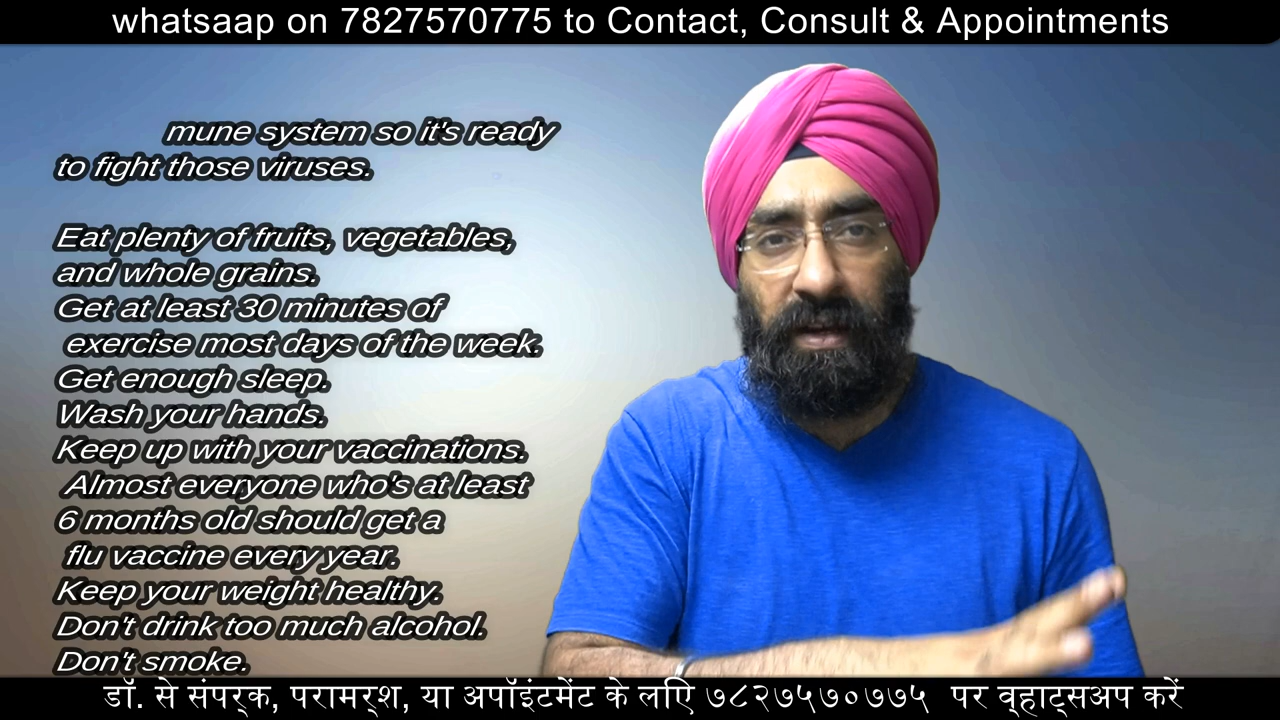 whatsaap on 7827570775 to Contact, Consult & Appointments
mune system so it's ready
to fight those viruses.
Eat plenty of fruits, vegetables,
and whole grains.
Get at least 30 minutes of
exercise most days of the week.
Get enough sleep.
Wash your hands.
Keep up with your vaccinations.
Almost everyone who's at least
6 months old should get a
flu vaccine every year.
Keep your weight healthy.
Don't drink too much alcohol.
Don't smoke.
डॉ. से संपर्क, परामर्श, या अपॉइंटमेंट के लिए ७८२७५७०७७५ पर व्हाट्सअप करें